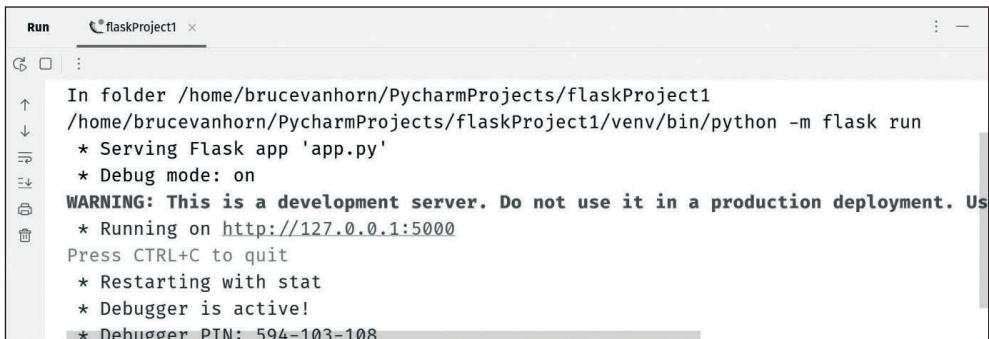 Run flaskProject1
In folder /home/brucevanhorn/PycharmProjects/flaskProject1
/home/brucevanhorn/PycharmProjects/flaskProject1/venv/bin/python -m flask run
* Serving Flask app 'app.py'
* Debug mode: on
WARNING: This is a development server. Do not use it in a production deployment. Us
* Running on http://127.0.0.1:5000
Press CTRL+C to quit
* Restarting with stat
* Debugger is active!
* Debugger PIN: 594-103-108